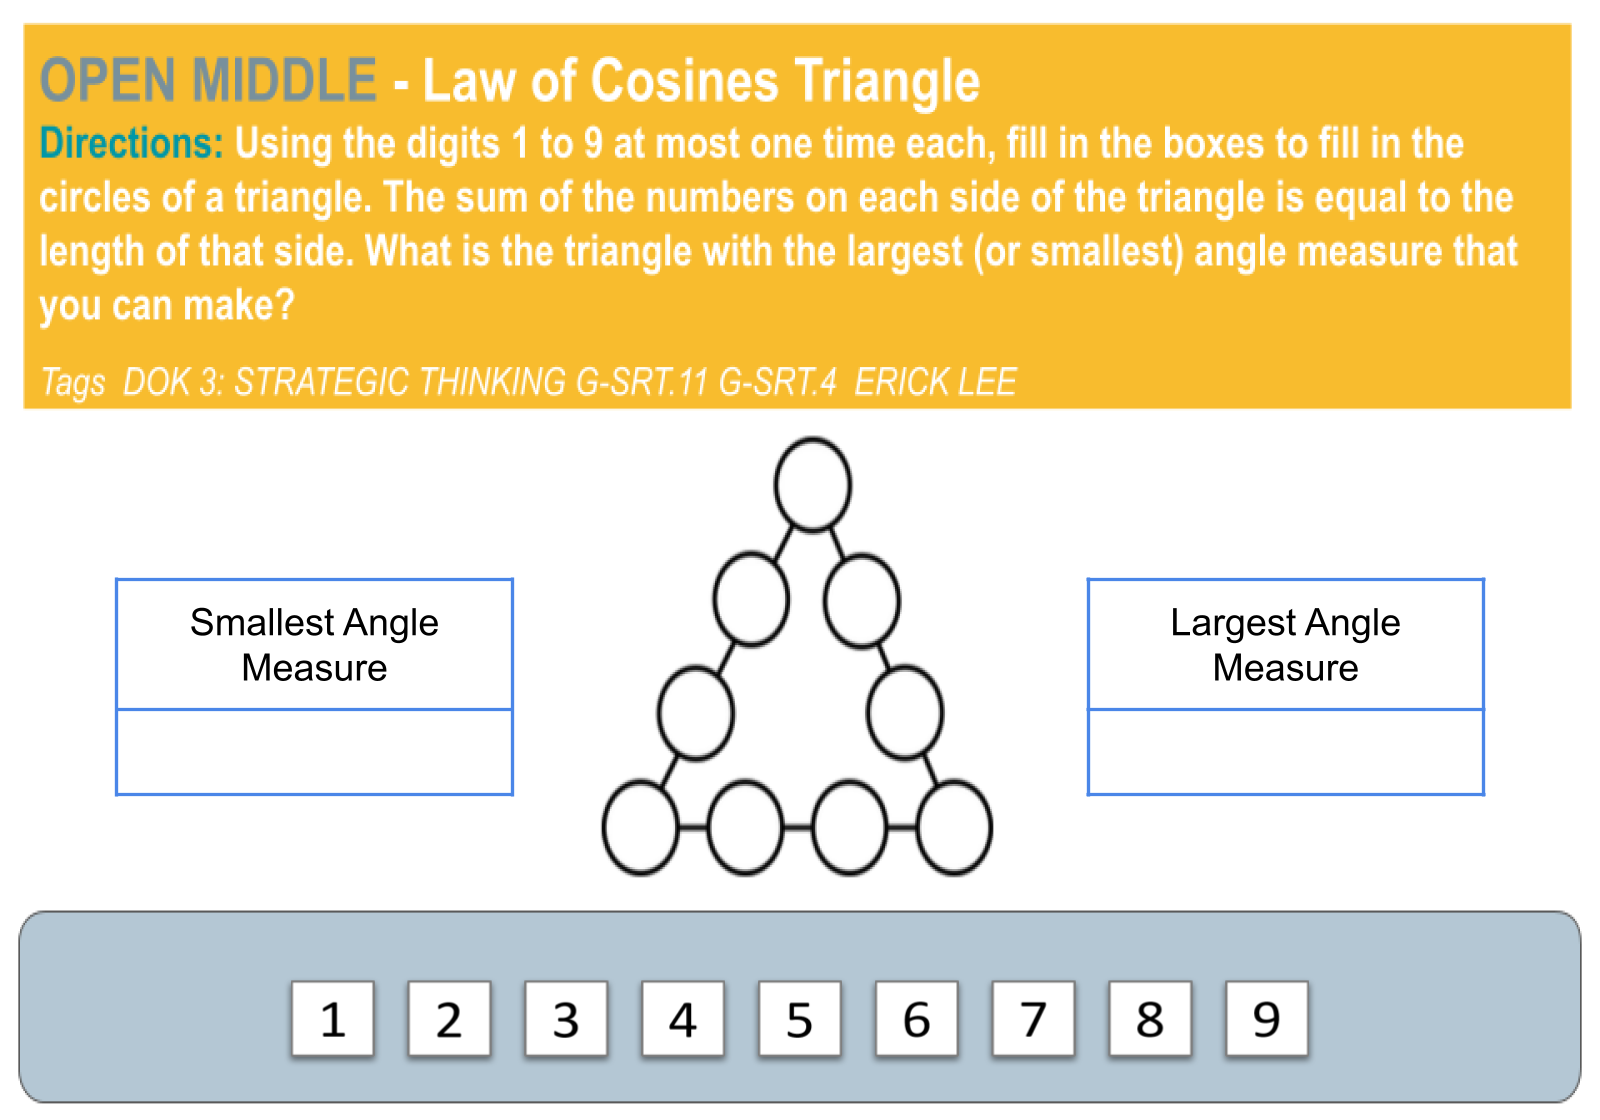 OPEN MIDDLE - Law of Cosines Triangle
Directions: Using the digits 1 to 9 at most one time each, fill in the boxes to fill in the
circles of a triangle. The sum of the numbers on each side of the triangle is equal to the
length of that side. What is the triangle with the largest (or smallest) angle measure that
you can make?
Tags DOK 3: STRATEGIC THINKING G-SRT.11 G-SRT.4 ERICK LEE
Smallest Angle
Measure
Largest Angle
Measure
1 2 3 4 5 6 7 8 9